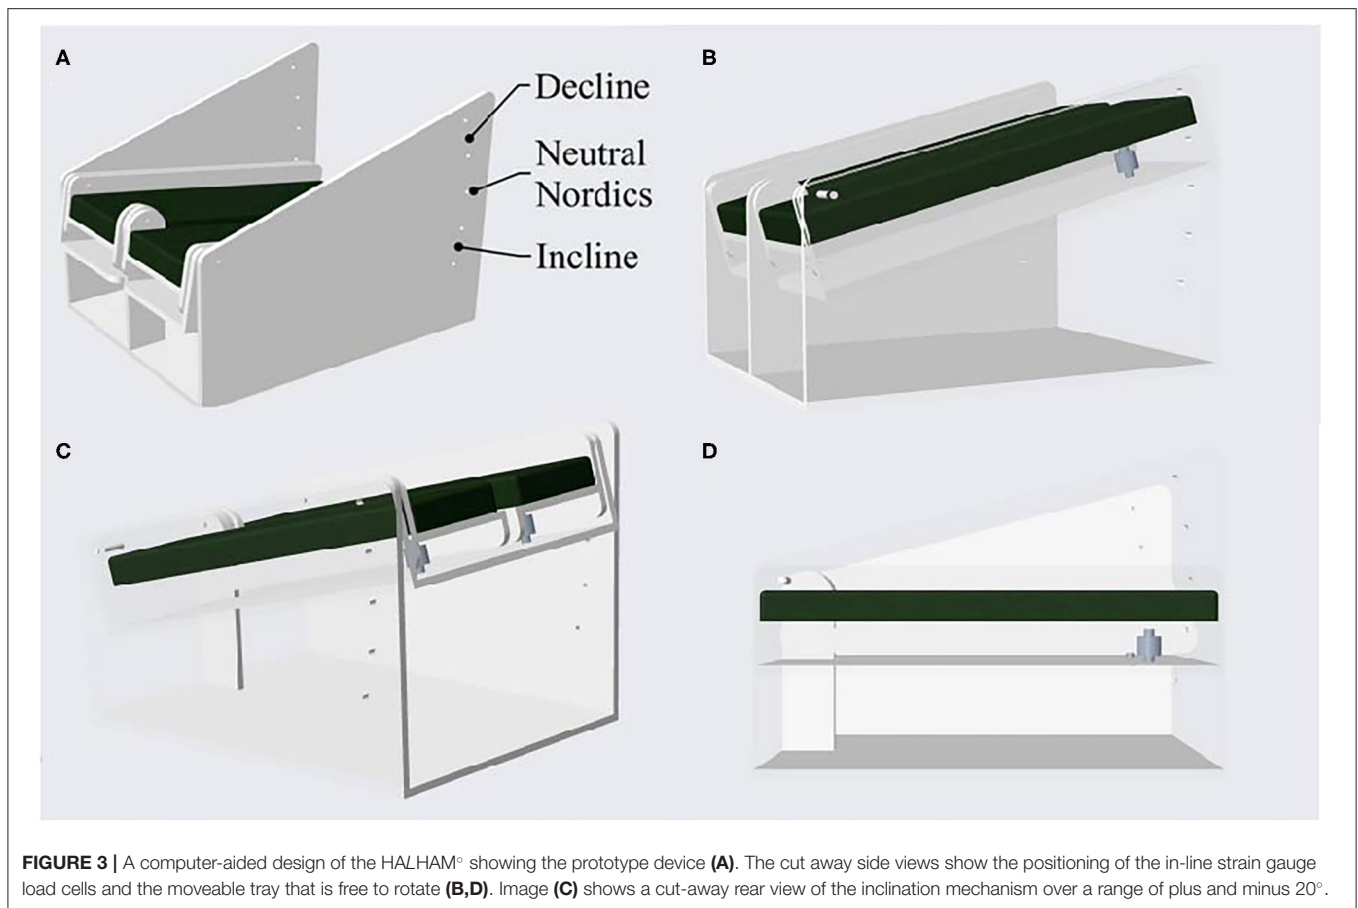 A
Decline
Neutral
Nordics
Incline
B
C
D
FIGURE 3 | A computer-aided design of the HALHAM° showing the prototype device (A). The cut away side views show the positioning of the in-line strain gauge
load cells and the moveable tray that is free to rotate (B,D). Image (C) shows a cut-away rear view of the inclination mechanism over a range of plus and minus 20°.